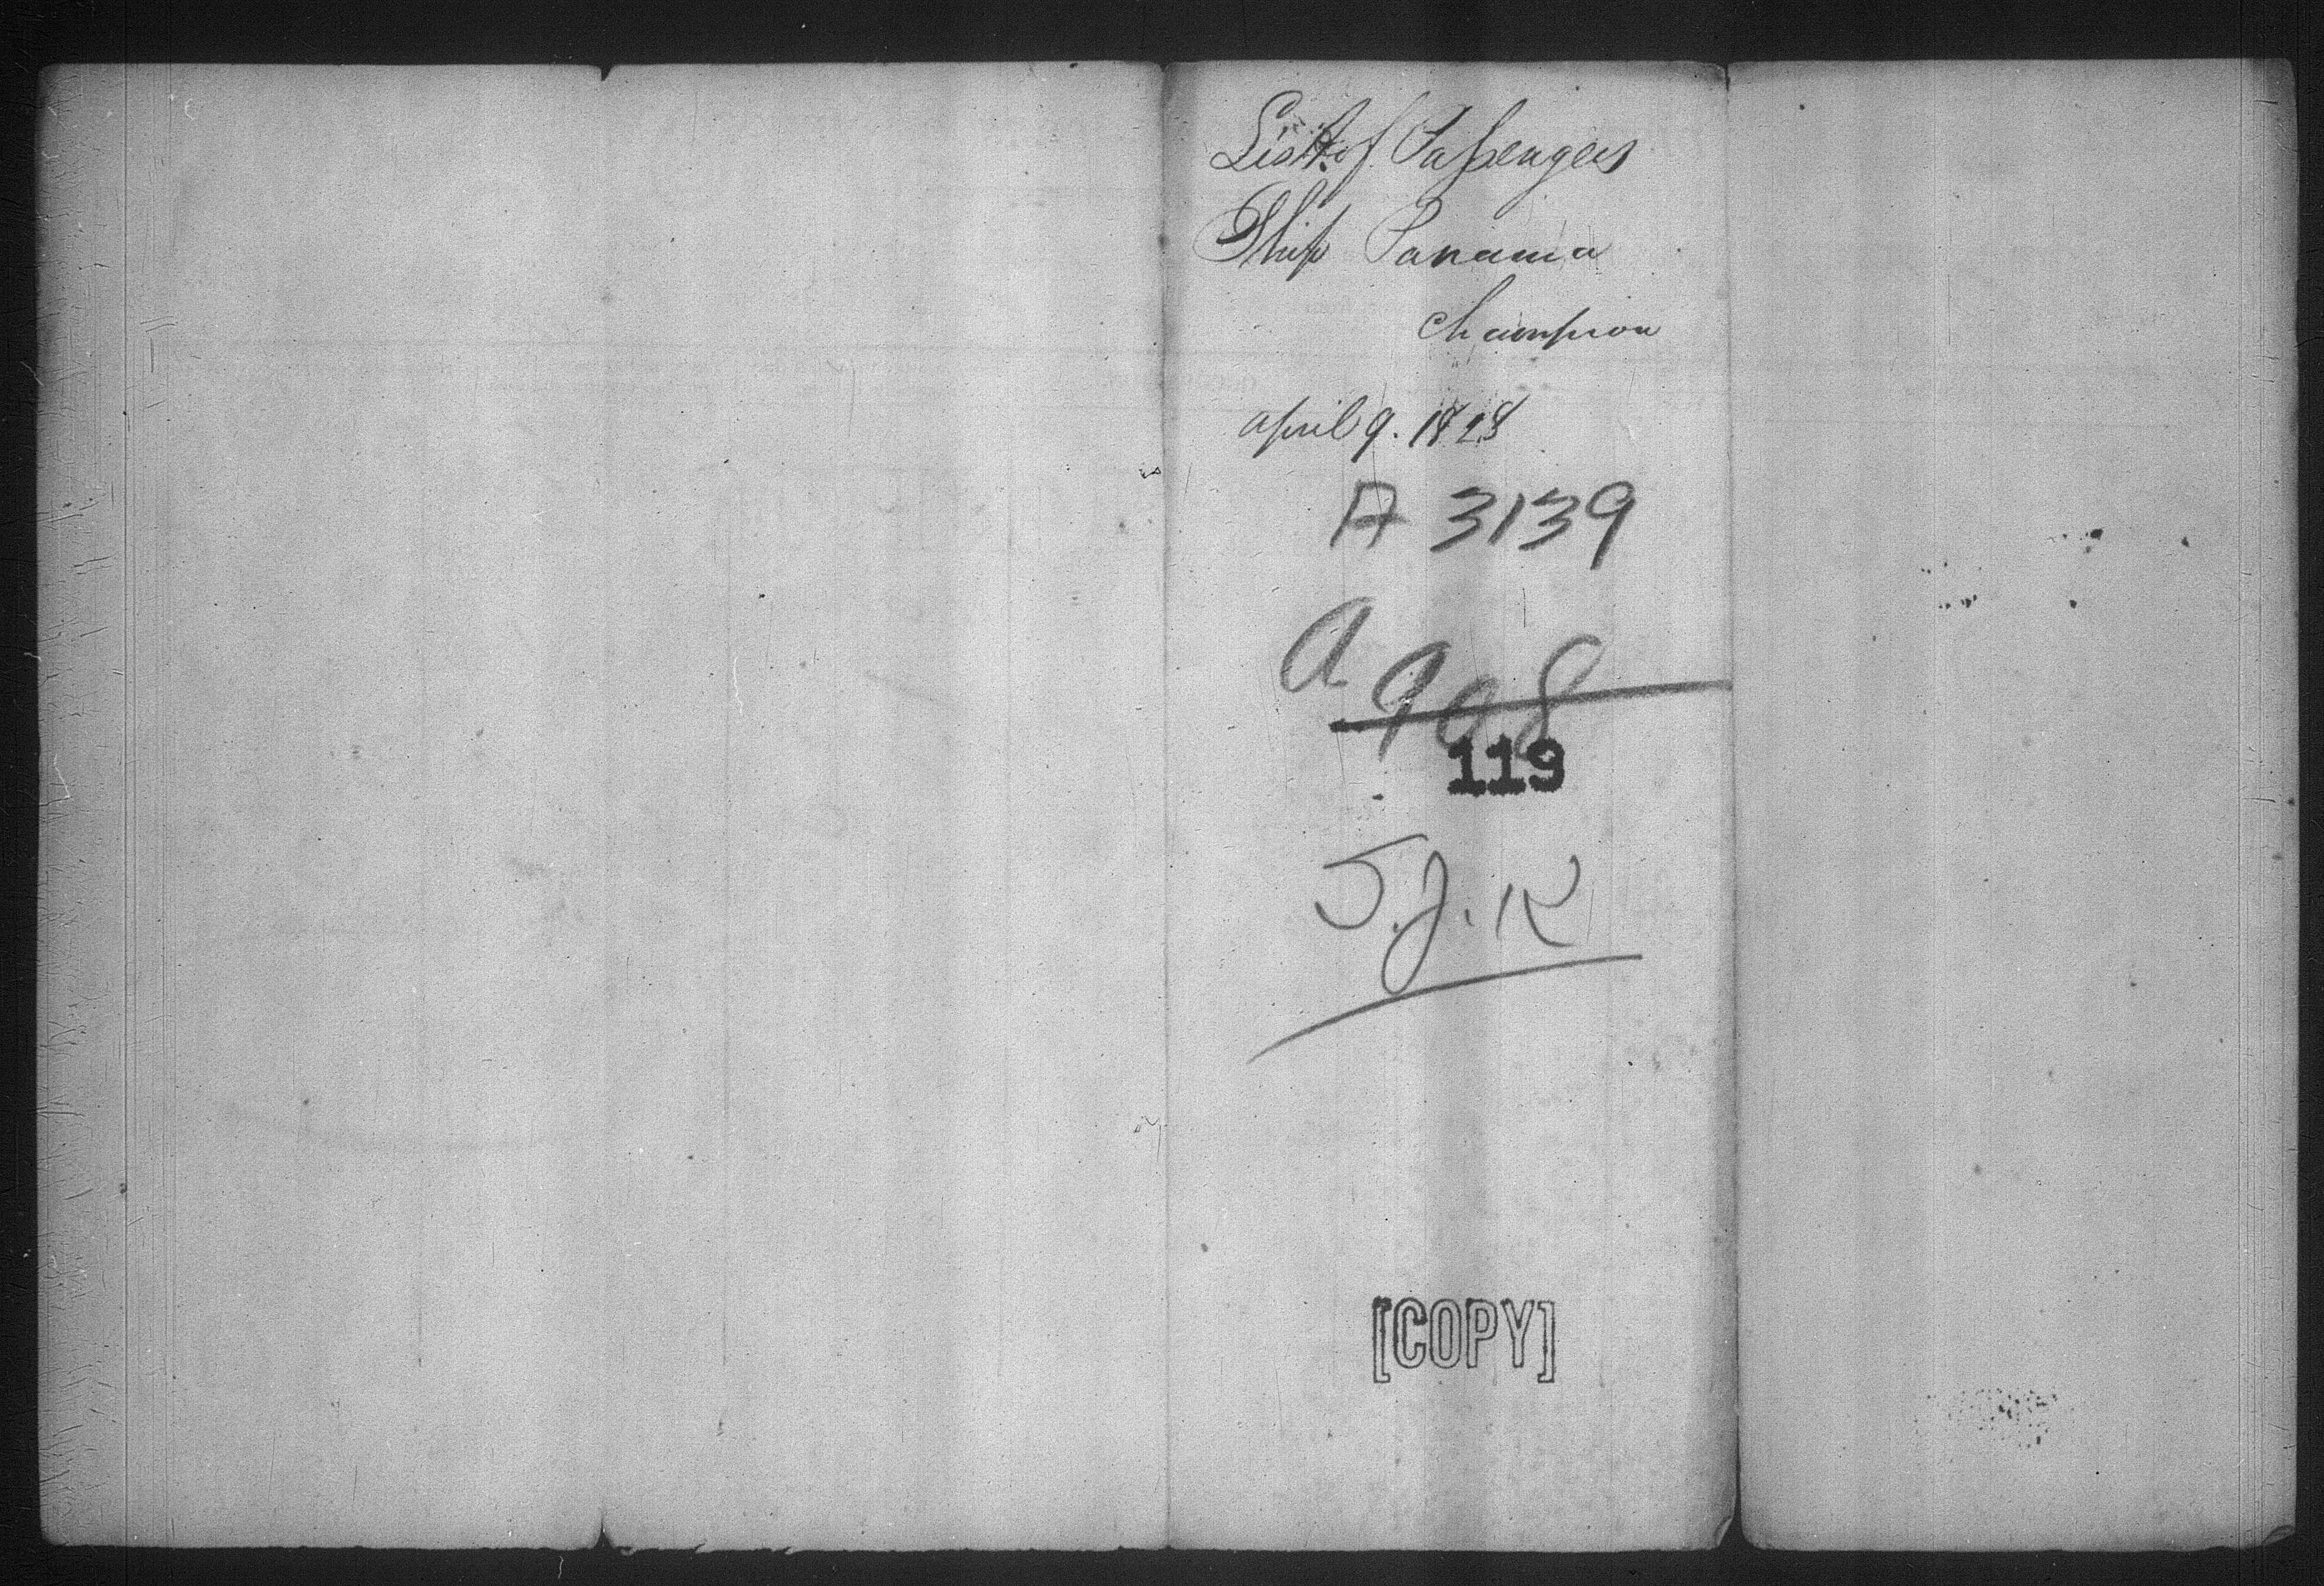 List of Passengers
Ship Panama
Champion
april 9. 1828
A 3139
A 908
119
J.J.K
[COPY]